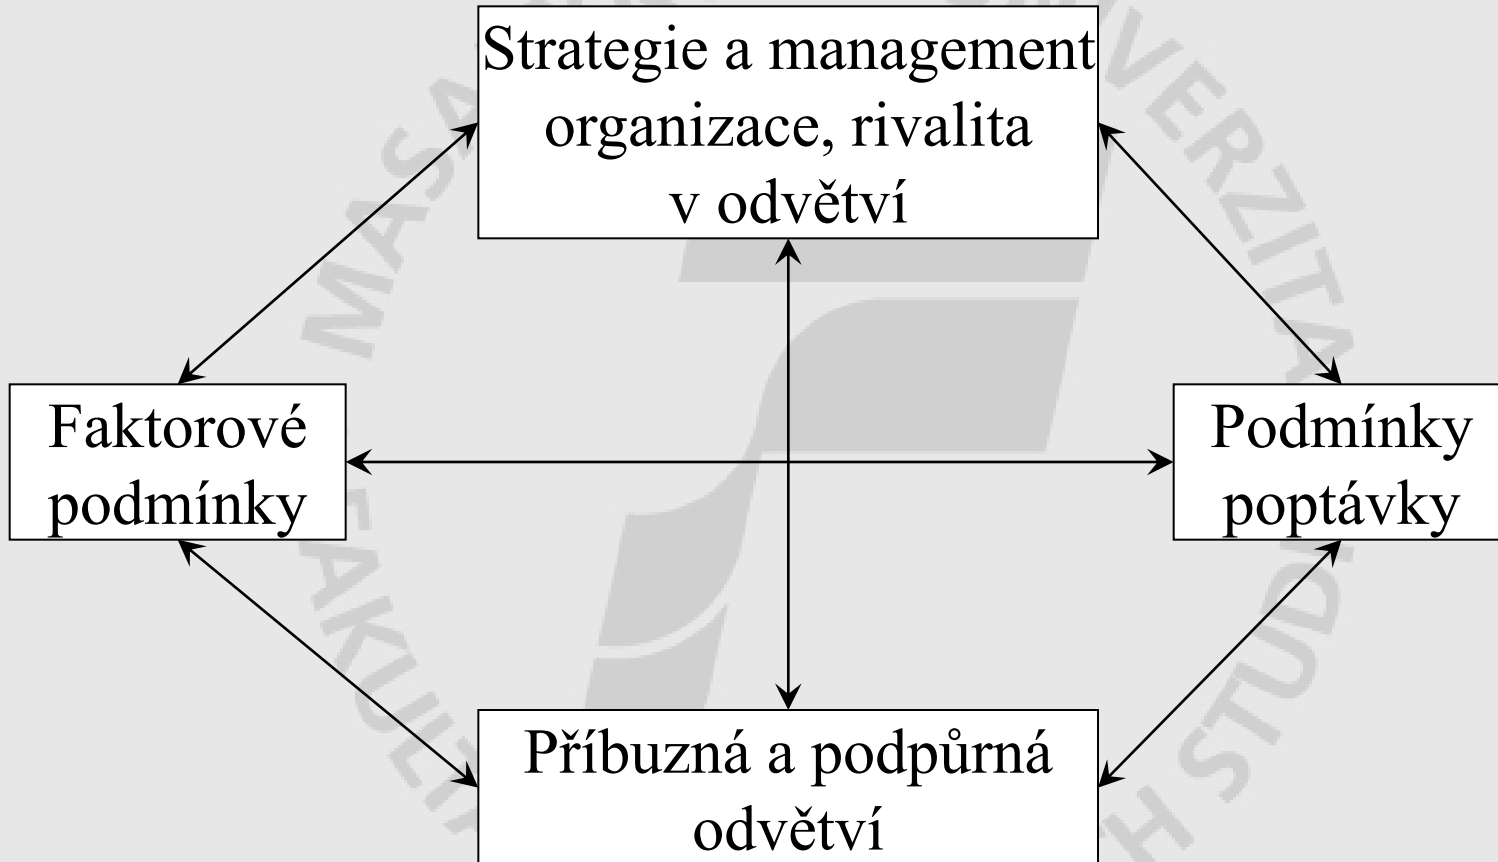 Strategie a management
organizace, rivalita
v odvětví
Faktorové
podmínky
Podmínky
poptávky
Příbuzná a podpůrná
odvětví